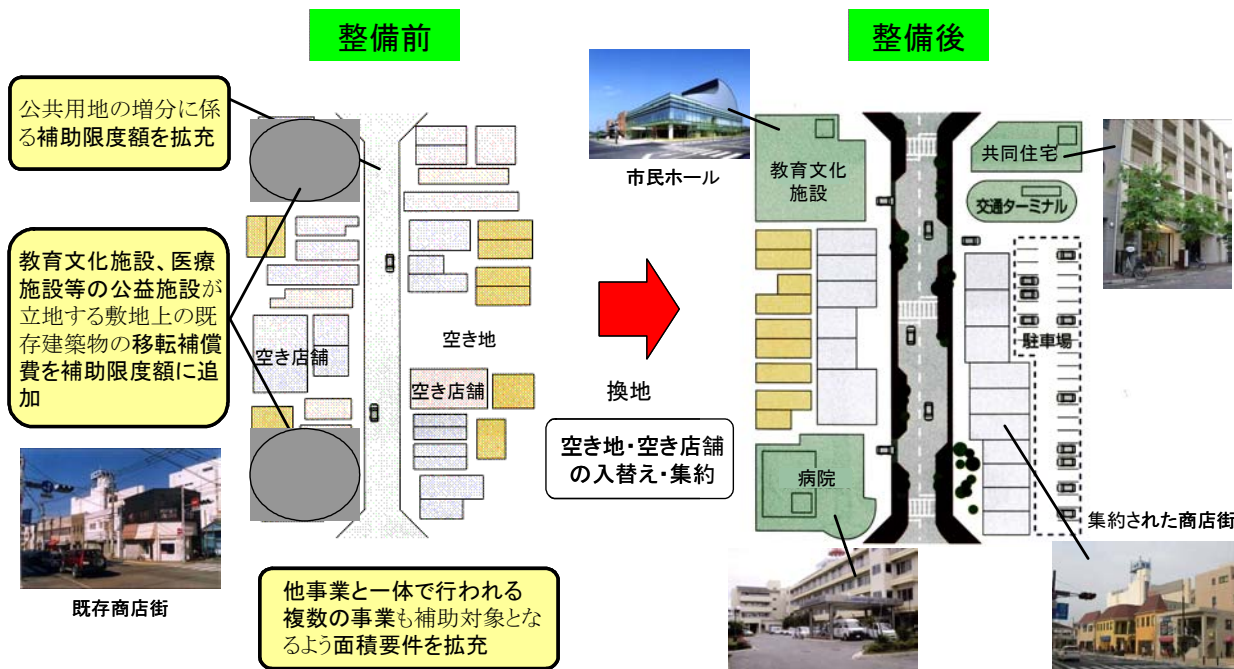 整備前
整備後
公共用地の増分に係
る補助限度額を拡充
教育文化施設、医療
施設等の公益施設が
立地する敷地上の既
存建築物の移転補償
費を補助限度額に追
加
既存商店街
空き店舗
空き地
空き店舗
他事業と一体で行われる
複数の事業も補助対象とな
るよう面積要件を拡充
換地
空き地・空き店舗
の入替え・集約
市民ホール
教育文化
施設
共同住宅
交通ターミナル
駐車場
病院
集約された商店街